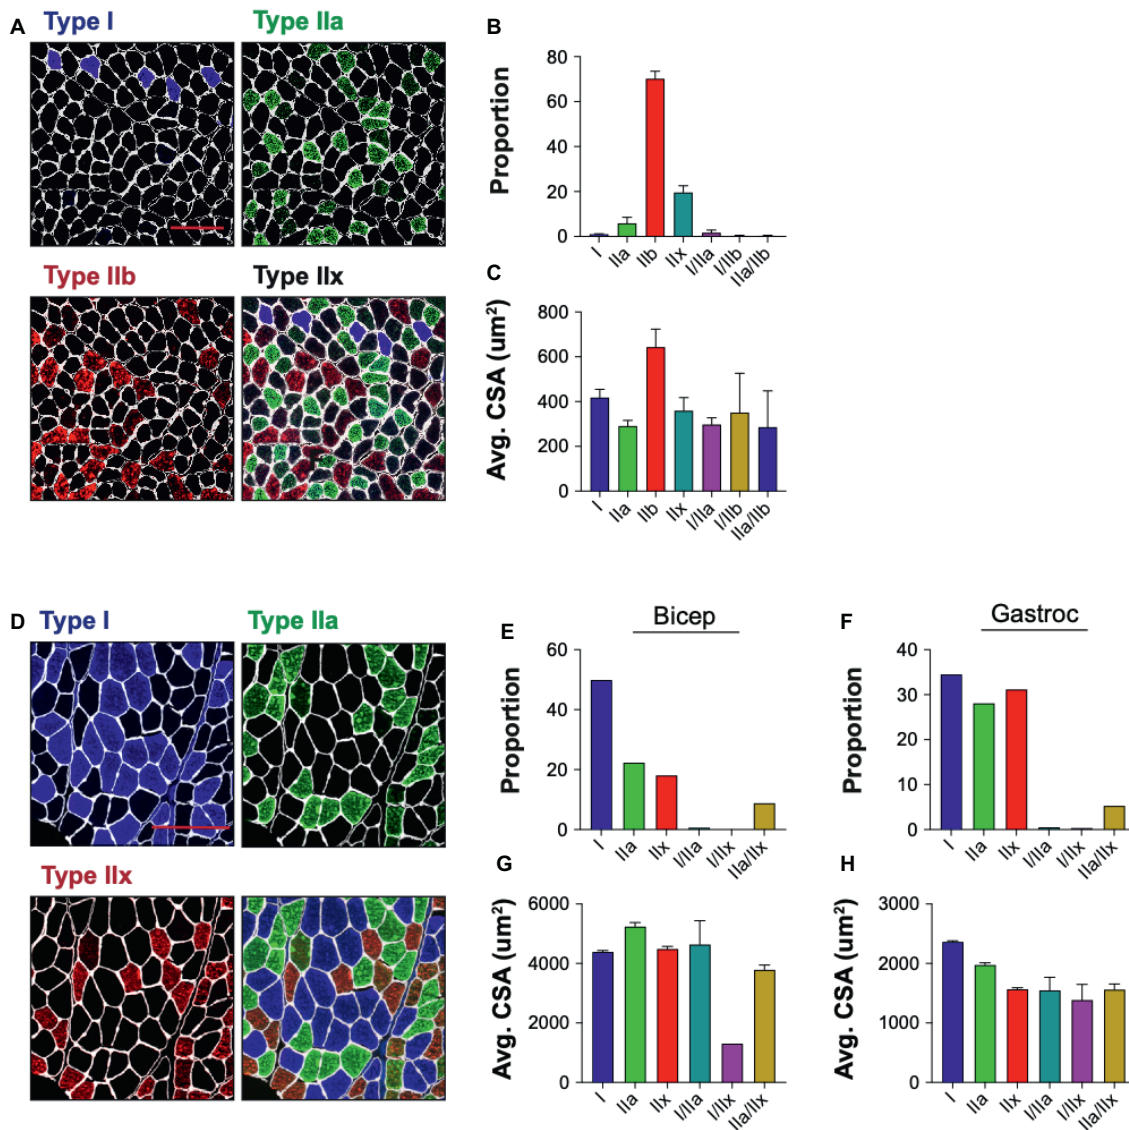 A
Type I
Type IIa
Type IIb
Type IIx
F
B
Proportion
80
60
40
20
0
I
IIa
IIb
IIx
I/IIa
I/IIb
IIa/IIb
C
Avg. CSA (um²)
800
600
400
200
0
I
IIa
IIb
IIx
I/IIa
I/IIb
IIa/IIb
D
Type I
Type IIa
Type IIx
E
Bicep
Proportion
60
40
20
0
I
IIa
IIx
I/IIa
I/IIx
IIa/IIx
F
Gastroc
Proportion
40
30
20
10
0
I
IIa
IIx
I/IIa
I/IIx
IIa/IIx
G
Avg. CSA (um²)
6000
4000
2000
0
I
IIa
IIx
I/IIa
I/IIx
IIa/IIx
H
Avg. CSA (um²)
3000
2000
1000
0
I
IIa
IIx
I/IIa
I/IIx
IIa/IIx